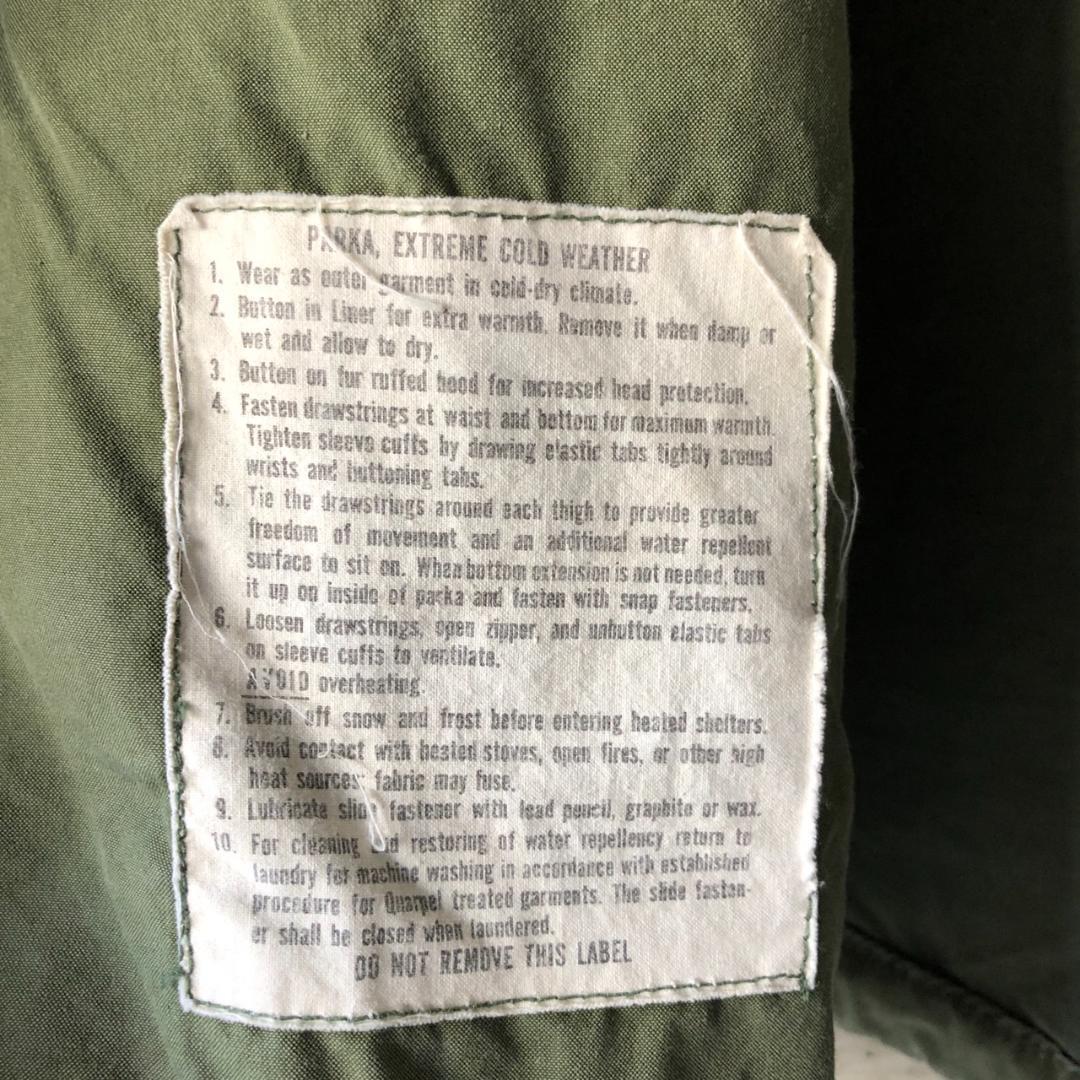 PARKA, EXTREME COLD WEATHER
1. Wear as outer garment in cold-dry climate.
2. Button in Liner for extra warmth. Remove it when damp or
wet and allow to dry.
3. Button on fur ruffed hood for increased head protection.
4. Fasten drawstrings at waist and bottom for maximum warmth.
Tighten sleeve cuffs by drawing elastic tabs tightly around
wrists and buttoning tabs.
5. Tie the drawstrings around each thigh to provide greater
freedom of movement and an additional water repellent
surface to sit on. When bottom extension is not needed, turn
it up on inside of parka and fasten with snap fasteners.
6. Loosen drawstrings, open zipper, and unbutton elastic tabs
on sleeve cuffs to ventilate.
AVOID overheating.
7. Brush off snow and frost before entering heated shelters.
8. Avoid contact with heated stoves, open fires, or other high
heat sources; fabric may fuse.
9. Lubricate slide fastener with lead pencil, graphite or wax.
10. For cleaning and restoring of water repellency return to
laundry for machine washing in accordance with established
procedure for Quarpel treated garments. The slide fasten-
er shall be closed when laundered.
DO NOT REMOVE THIS LABEL